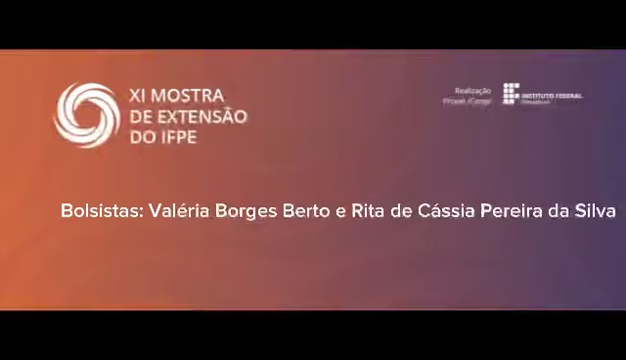 XI MOSTRA
DE EXTENSÃO
DO IFPE
Realização
INSTITUTO FEDERAL
Bolsistas: Valéria Borges Berto e Rita de Cássia Pereira da Silva